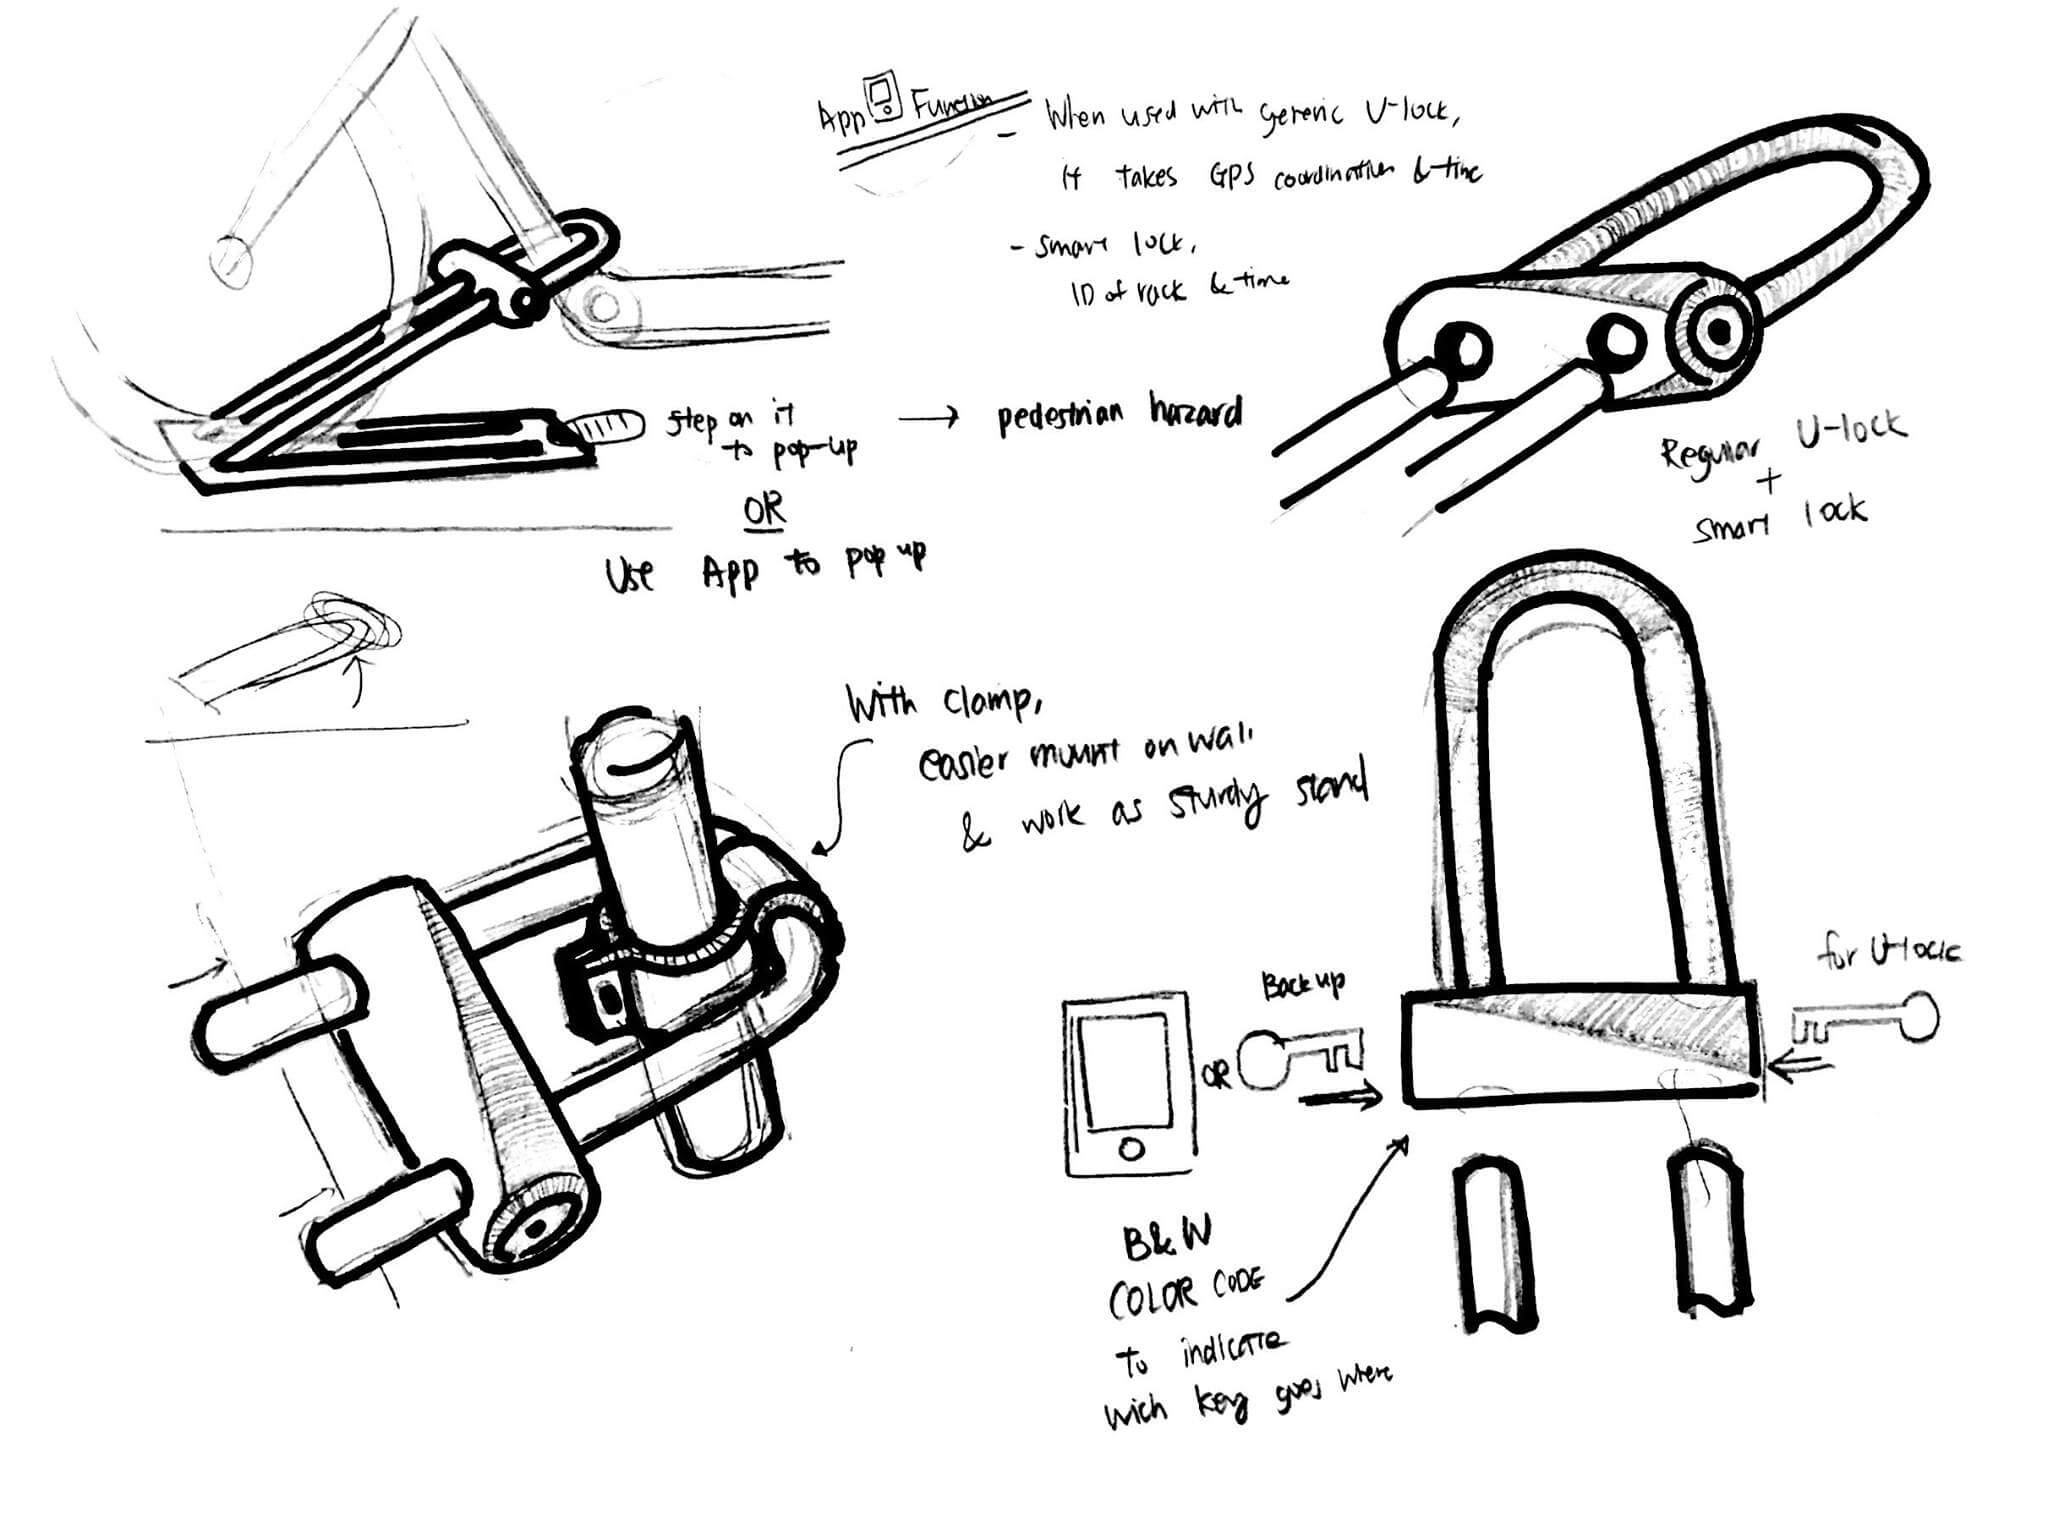 App Function
- When used with generic U-lock,
it takes GPS coordination & time
- smart lock,
ID of rack & time
Step on it
to pop-up
→ pedestrian hazard
OR
Use App to pop up
Regular U-lock
+
smart lock
With clamp,
easier mount on wall
& work as sturdy stand
Back up
OR
for U-lock
B&W
COLOR CODE
To indicate
wich key goes where